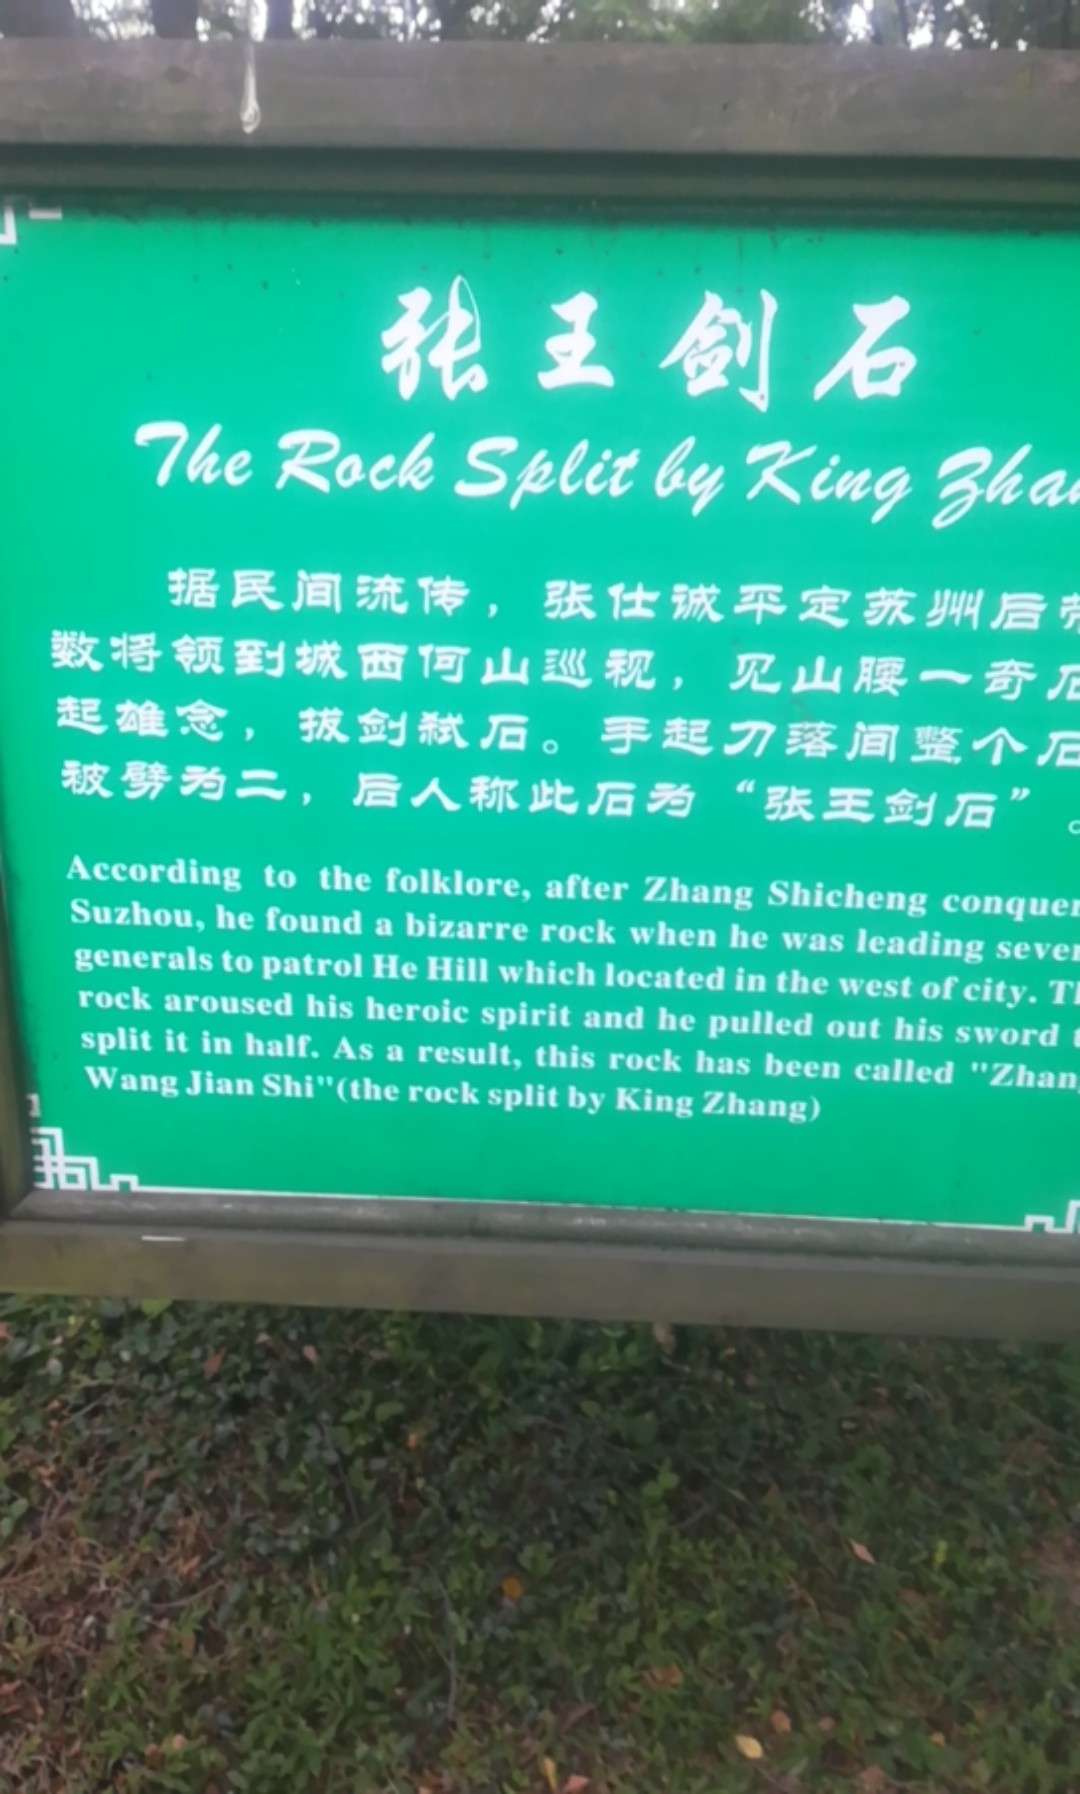 张王剑石
The Rock Split by King
据民间流传，张仕诚平定苏州后带
数将领到城西何山巡视，见山腰一奇石
起雄念，拔剑弑石。手起刀落间整个石
被劈为二，后人称此石为“张王剑石”。
According to the folklore, after Zhang Shicheng
Suzhou, he found a bizarre rock when he was leading
generals to patrol He Hill which located in the west of city.
rock aroused his heroic spirit and he pulled out his sword
split it in half. As a result, this rock has been called "Zhang
Wang Jian Shi"(the rock split by King Zhang)